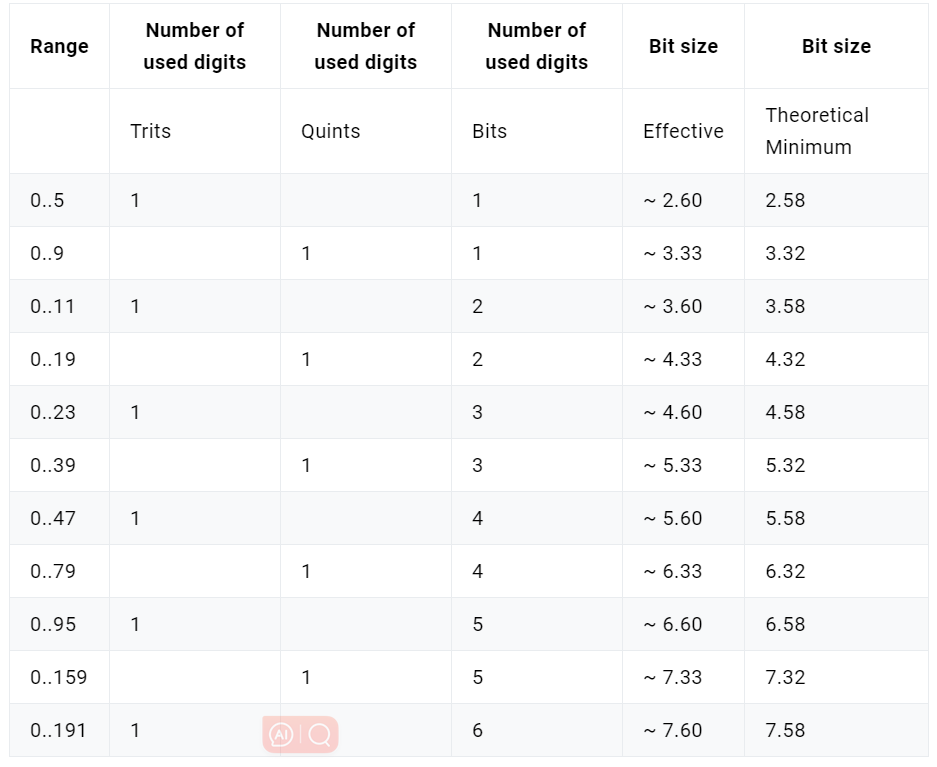 Range Number of used digits Number of used digits Number of used digits Bit size Bit size
Trits Quints Bits Effective Theoretical Minimum
0..5 1 1 ~ 2.60 2.58
0..9 1 1 ~ 3.33 3.32
0..11 1 2 ~ 3.60 3.58
0..19 1 2 ~ 4.33 4.32
0..23 1 3 ~ 4.60 4.58
0..39 1 3 ~ 5.33 5.32
0..47 1 4 ~ 5.60 5.58
0..79 1 4 ~ 6.33 6.32
0..95 1 5 ~ 6.60 6.58
0..159 1 5 ~ 7.33 7.32
0..191 1 6 ~ 7.60 7.58
AI